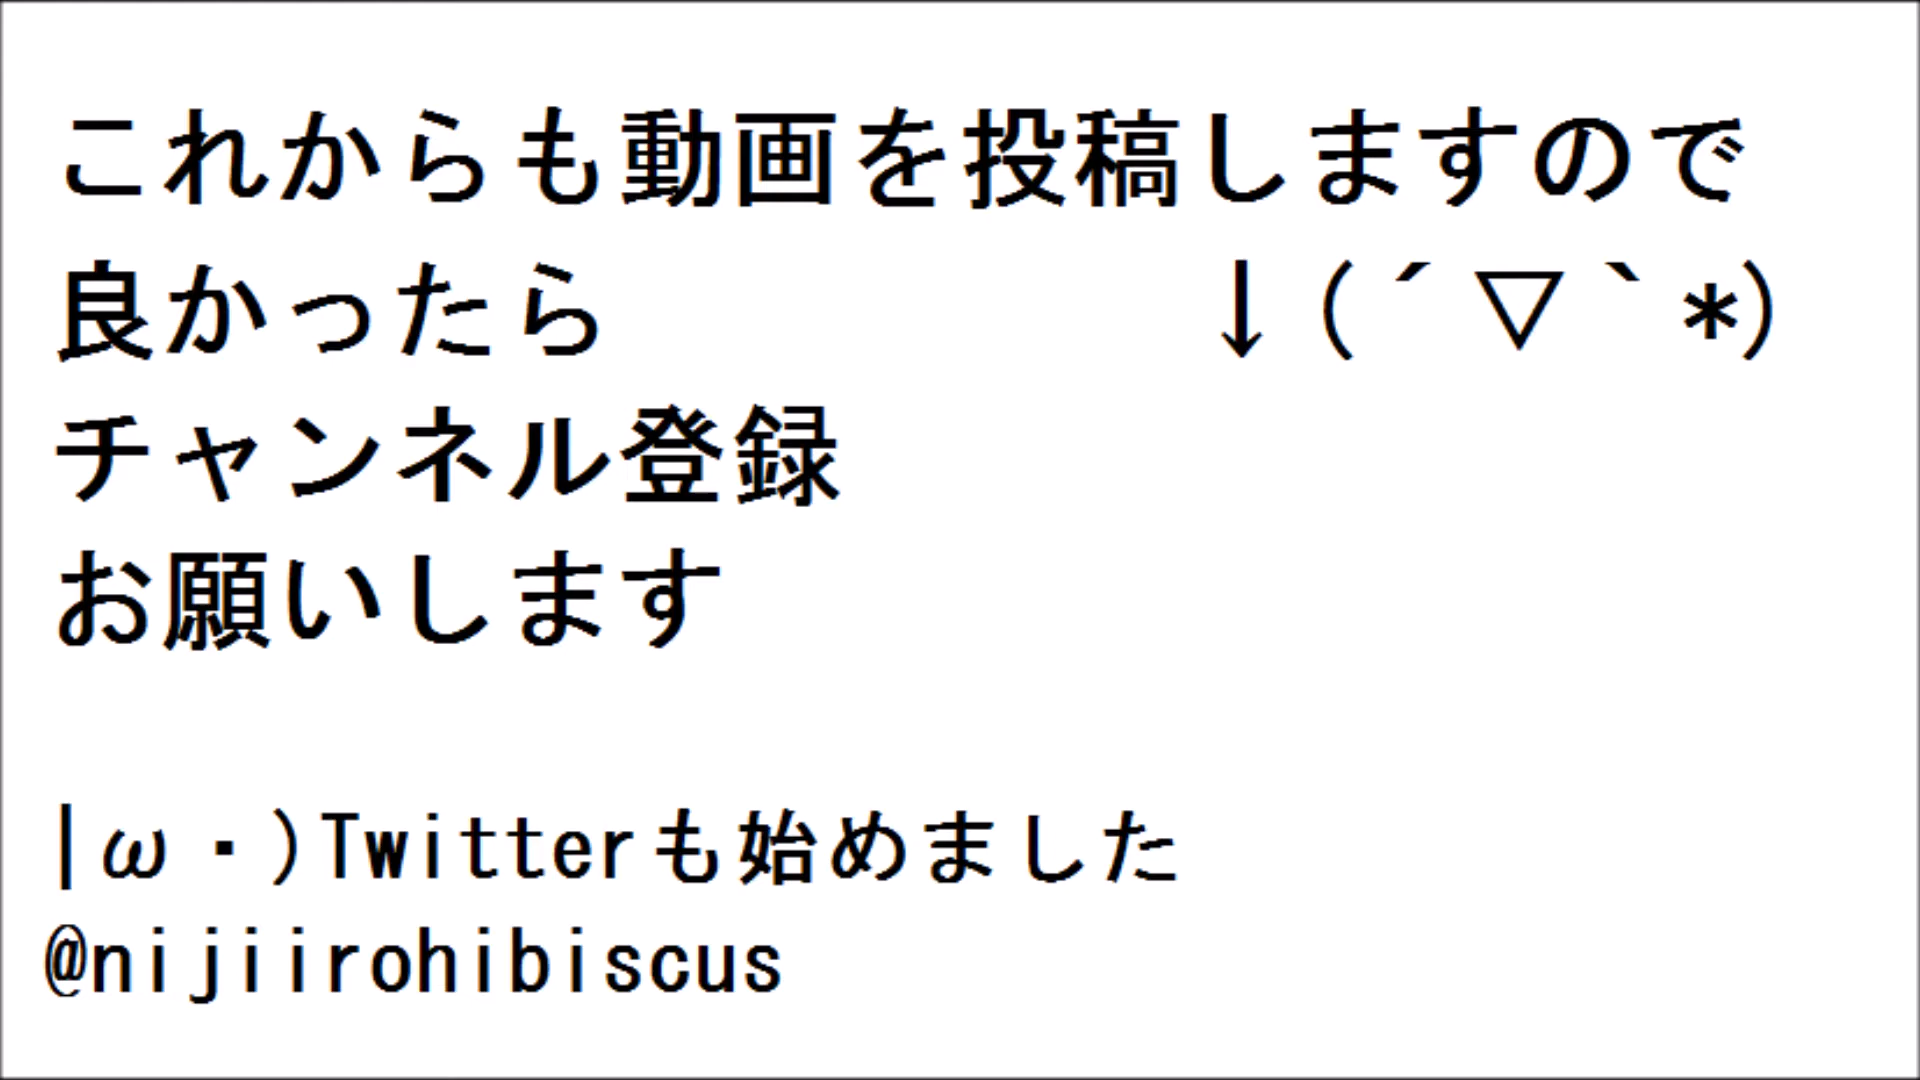 これからも動画を投稿しますので
良かったら ↓(´▽｀*)
チャンネル登録
お願いします
|ω・)Twitterも始めました
@nijiirohibiscus